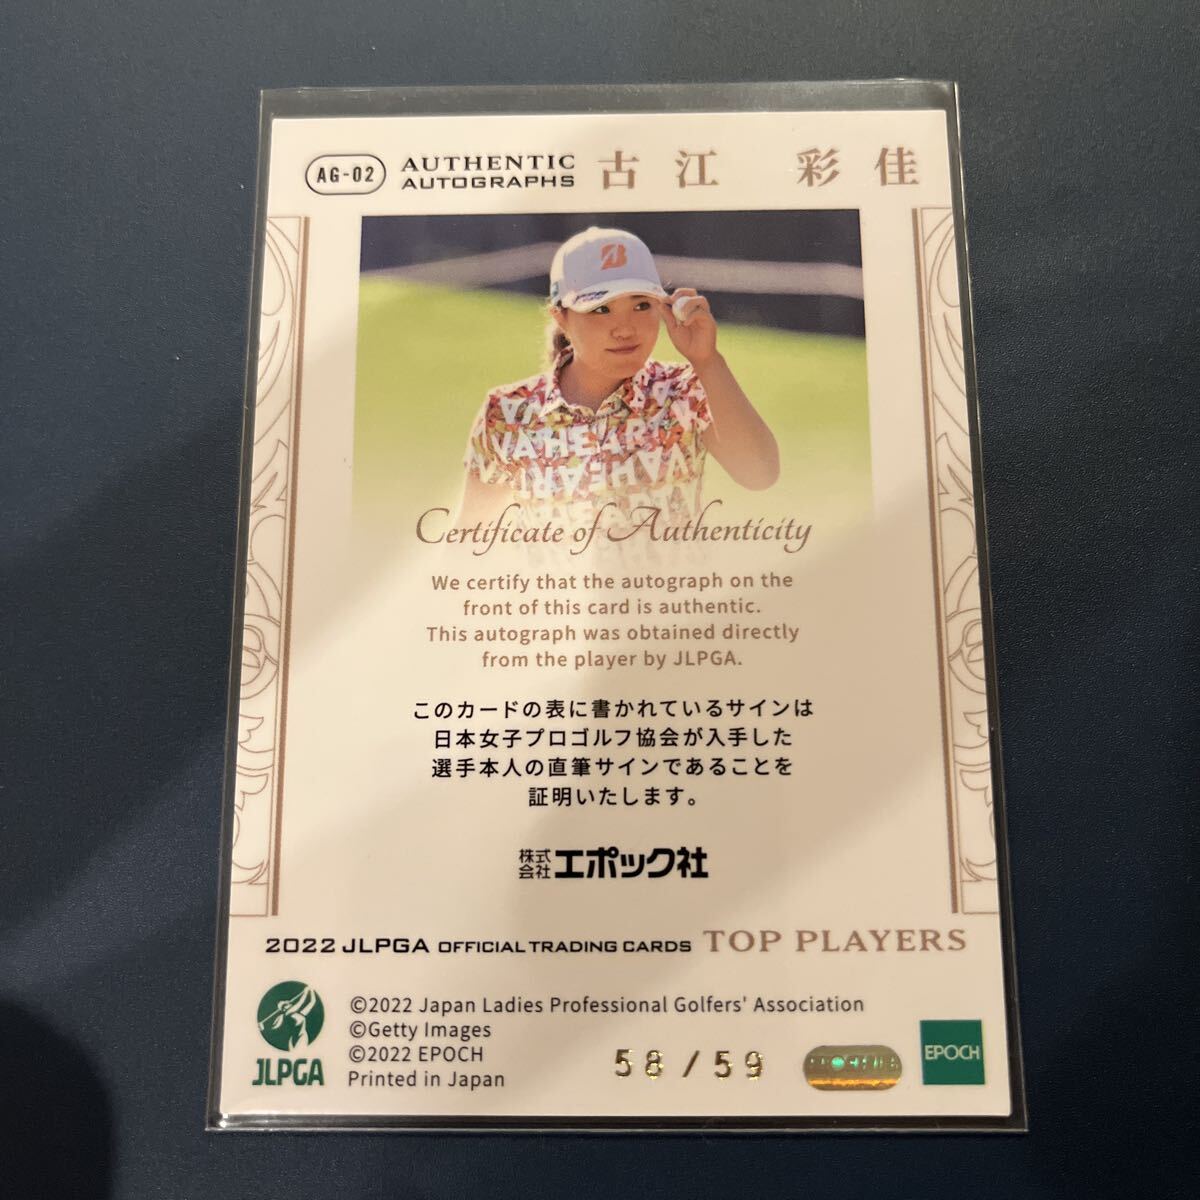 AG-02
AUTHENTIC
AUTOGRAPHS
古江 彩佳
B
Certificate of Authenticity
We certify that the autograph on the
front of this card is authentic.
This autograph was obtained directly
from the player by JLPGA.
このカードの表に書かれているサインは
日本女子プロゴルフ協会が入手した
選手本人の直筆サインであることを
証明いたします。
株式会社エポック社
2022 JLPGA OFFICIAL TRADING CARDS TOP PLAYERS
JLPGA
©2022 Japan Ladies Professional Golfers' Association
©Getty Images
©2022 EPOCH
Printed in Japan
58/59
EPOCH